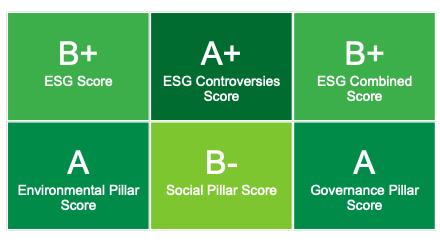 B+
ESG Score
A+
ESG Controversies
Score
B+
ESG Combined
Score
A
Environmental Pillar
Score
B-
Social Pillar Score
A
Governance Pillar
Score